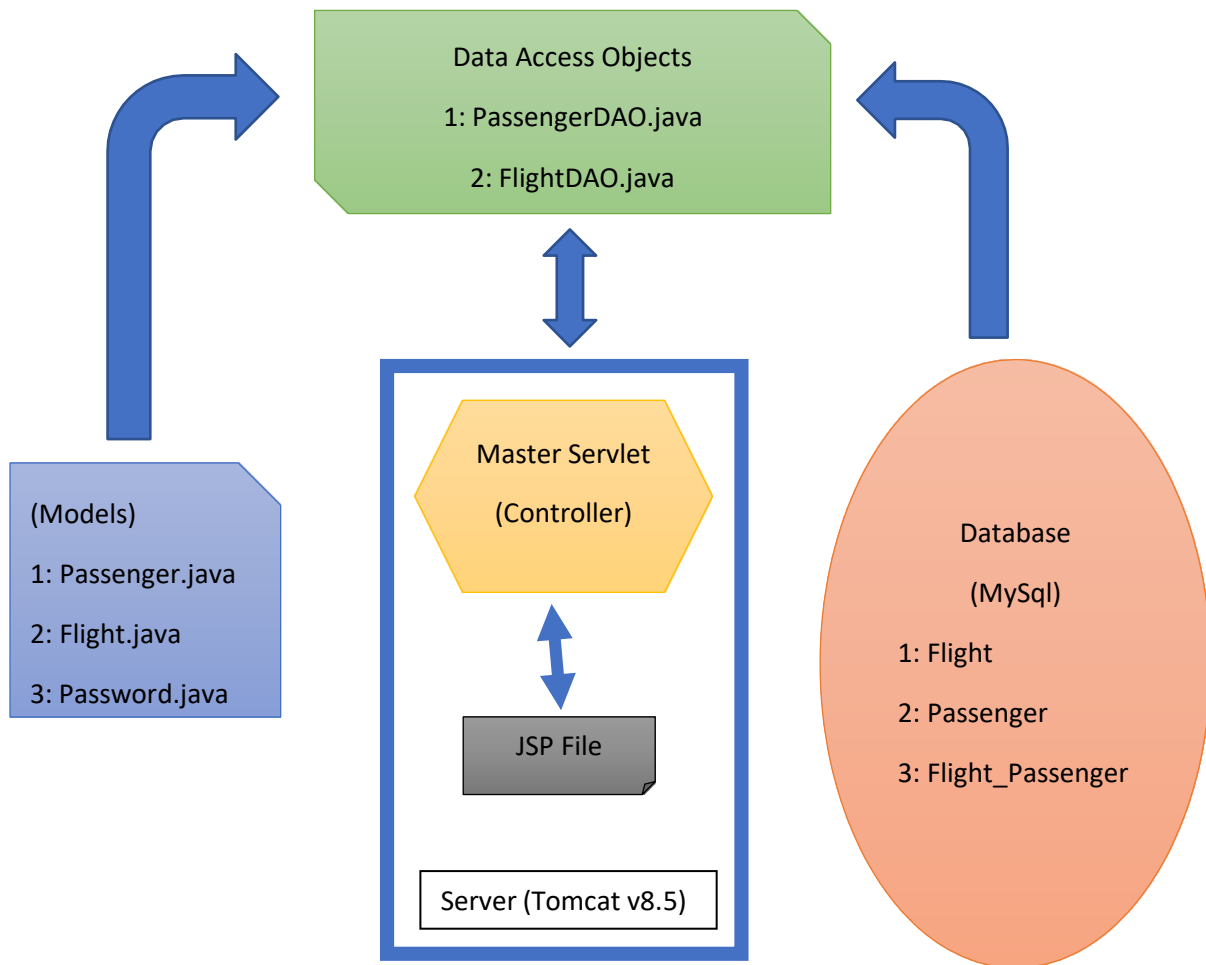 Data Access Objects
1: PassengerDAO.java
2: FlightDAO.java
(Models)
1: Passenger.java
2: Flight.java
3: Password.java
Master Servlet
(Controller)
JSP File
Server (Tomcat v8.5)
Database
(MySql)
1: Flight
2: Passenger
3: Flight_Passenger